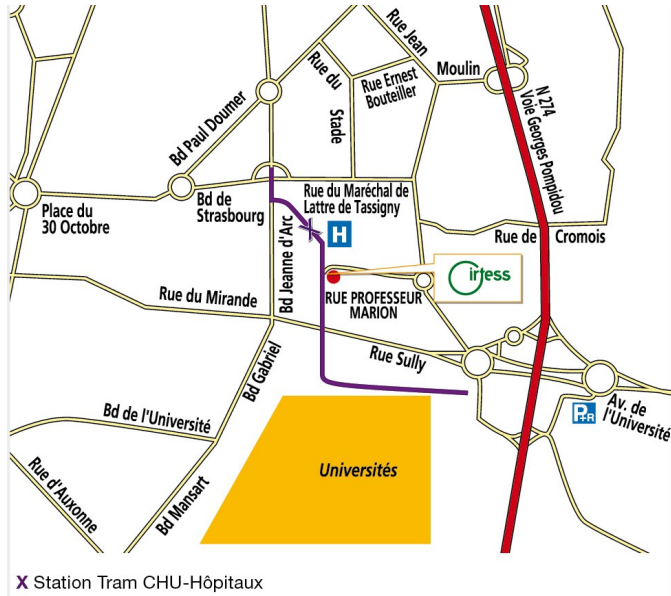 Rue Jean
Moulin
Rue du
Stade
Rue Ernest
Bouteiller
N 274
Voie Georges Pompidou
Bd Paul Doumer
Place du
30 Octobre
Bd de
Strasbourg
Rue du Maréchal de
Lattre de Tassigny
H
Rue de Cromois
Bd Jeanne d'Arc
irtess
RUE PROFESSEUR
MARION
Rue du Mirande
Rue Sully
Bd Gabriel
Bd de l'Université
P+R
Av. de
l'Université
Rue d'Auxonne
Bd Mansart
Universités
X Station Tram CHU-Hôpitaux